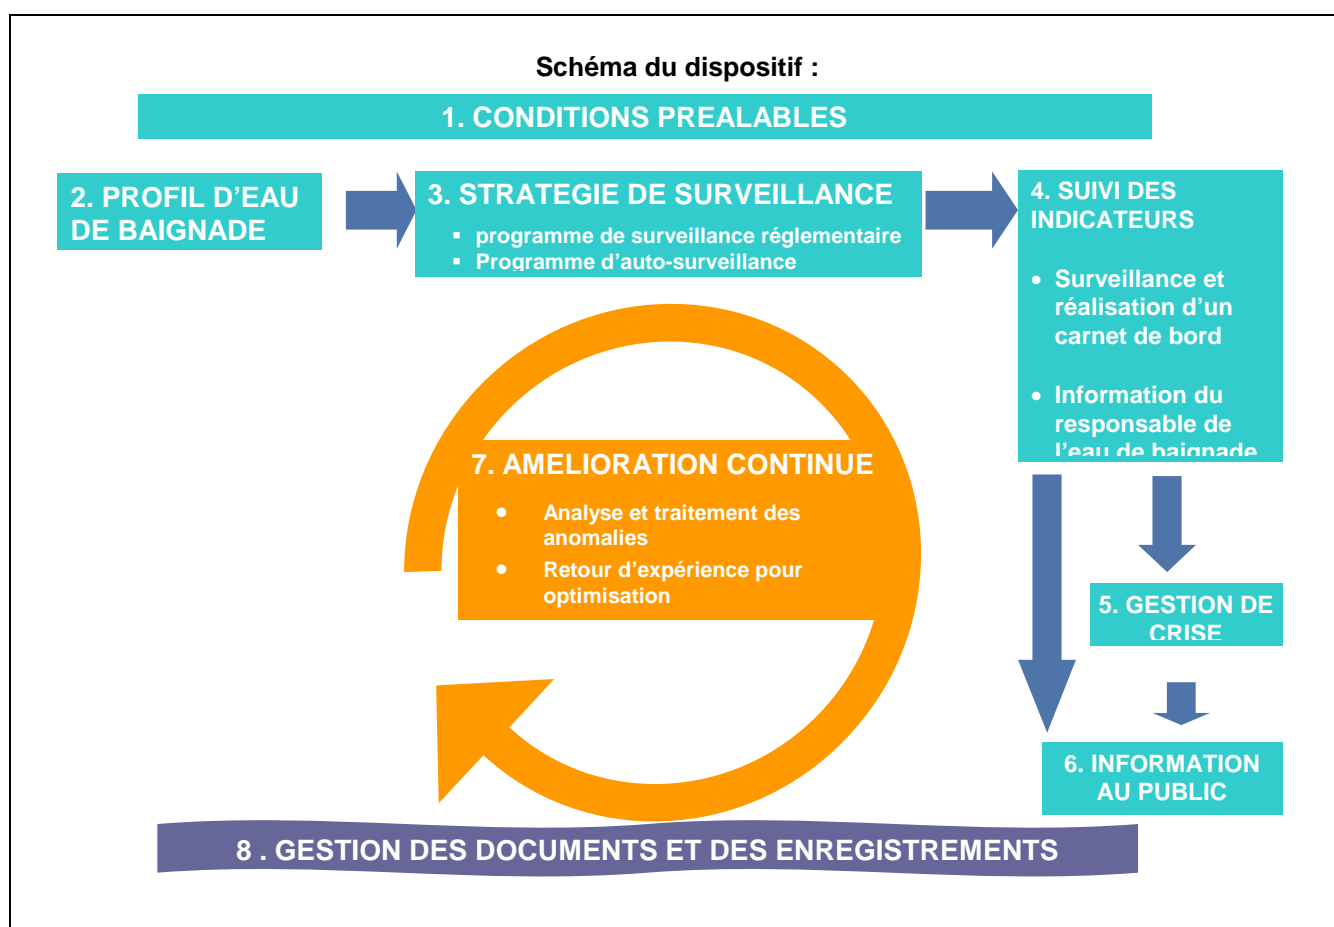 Schéma du dispositif :
1. CONDITIONS PREALABLES
2. PROFIL D’EAU
DE BAIGNADE
3. STRATEGIE DE SURVEILLANCE
▪ programme de surveillance réglementaire
▪ Programme d’auto-surveillance
4. SUIVI DES
INDICATEURS
• Surveillance et
réalisation d’un
carnet de bord
• Information du
responsable de
l’eau de baignade
7. AMELIORATION CONTINUE
• Analyse et traitement des
anomalies
• Retour d’expérience pour
optimisation
5. GESTION DE
CRISE
6. INFORMATION
AU PUBLIC
8 . GESTION DES DOCUMENTS ET DES ENREGISTREMENTS